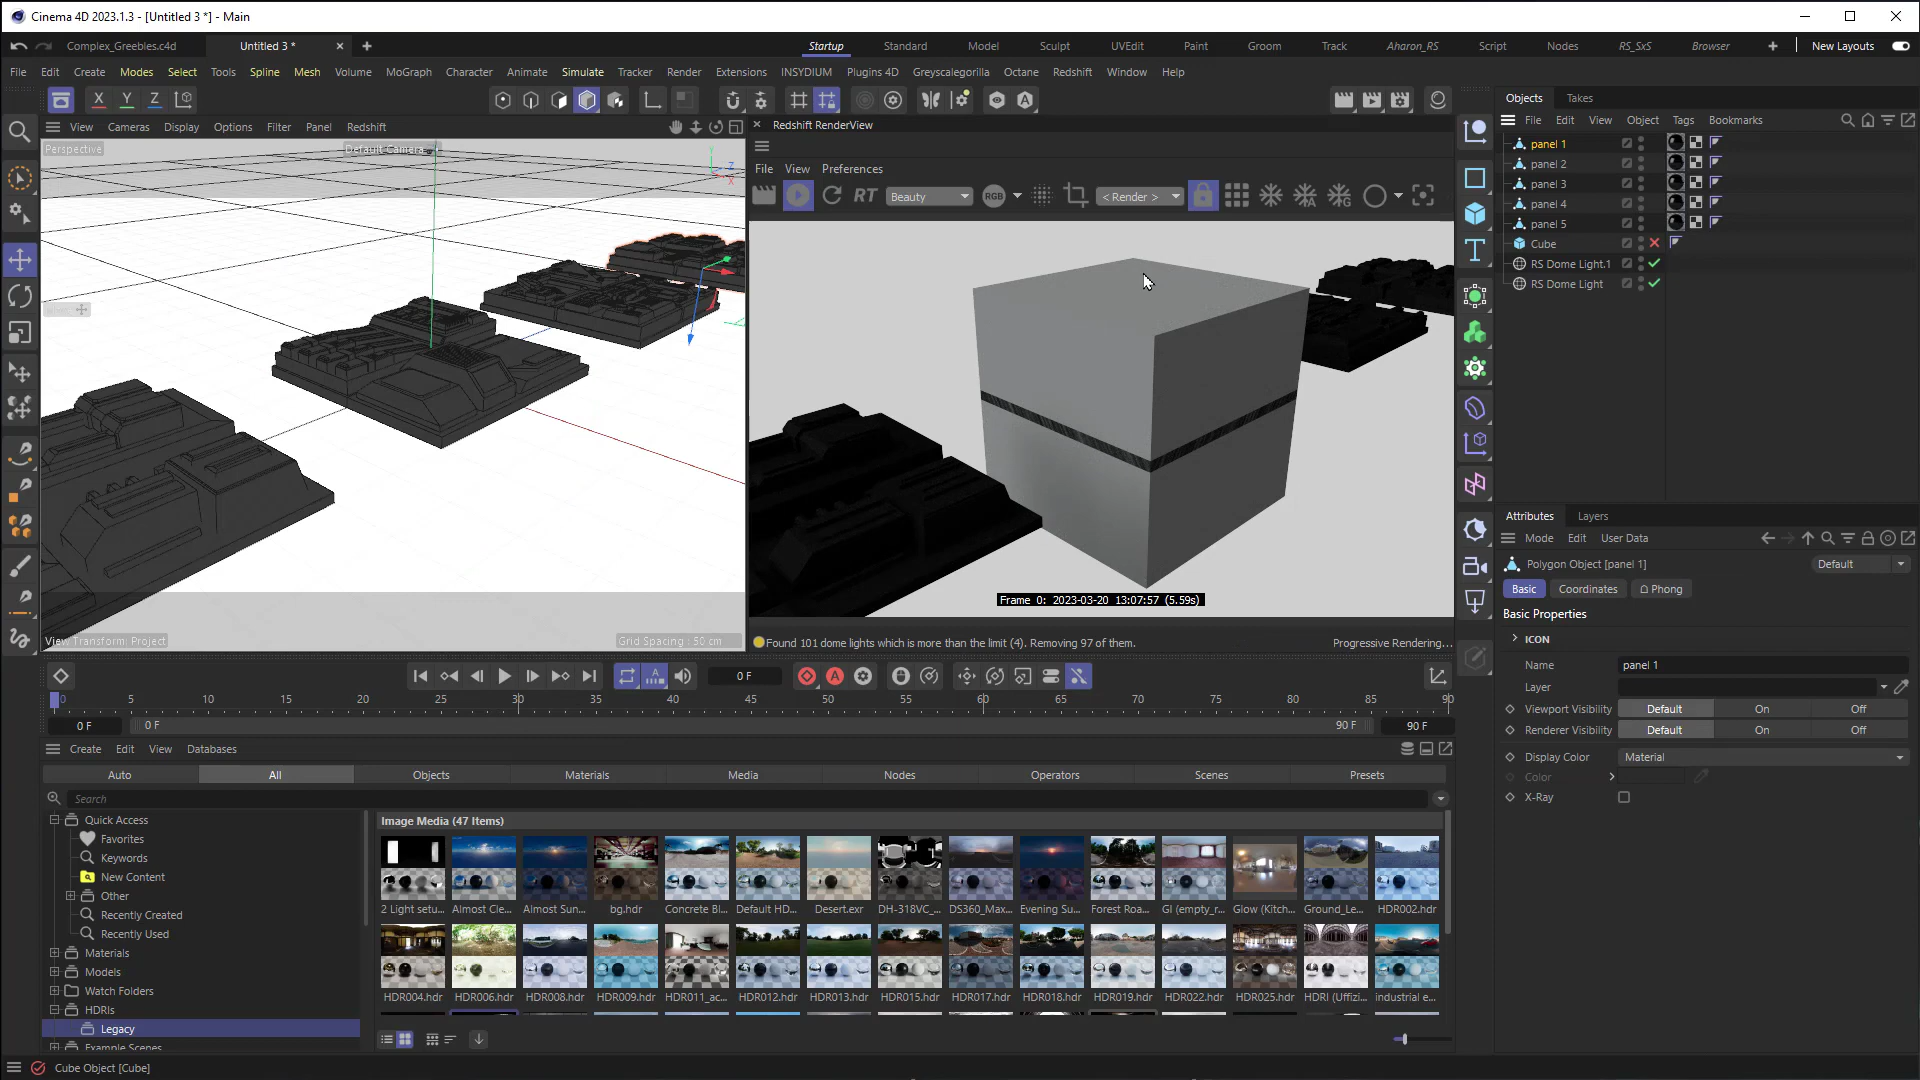 Cinema 4D 2023.1.3 - [Untitled 3 *] - Main
Complex_Greebles.c4d
Untitled 3 *
Startup
Standard
Model
Sculpt
UVEdit
Paint
Groom
Track
Aharon_RS
Script
Nodes
RS_SxS
Browser
New Layouts
File Edit Create Modes Select Tools Spline Mesh Volume MoGraph Character Animate Simulate Tracker Render Extensions INSYDIUM Plugins 4D Greyscalegorilla Octane Redshift Window Help
X Y Z
View Cameras Display Options Filter Panel Redshift
Perspective
Default Camera
Y
Z
X
View Transform: Project
Grid Spacing : 50 cm
Redshift RenderView
File View Preferences
RT
Beauty
RGB
< Render >
Frame 0: 2023-03-20 13:07:57 (5.59s)
Found 101 dome lights which is more than the limit (4). Removing 97 of them.
Progressive Rendering...
Objects Takes
File Edit View Object Tags Bookmarks
panel 1
panel 2
panel 3
panel 4
panel 5
Cube
RS Dome Light.1
RS Dome Light
Attributes Layers
Mode Edit User Data
Polygon Object [panel 1]
Default
Basic Coordinates Phong
Basic Properties
ICON
Name panel 1
Layer
Viewport Visibility Default On Off
Renderer Visibility Default On Off
Display Color Material
Color
X-Ray
0 F
0 5 10 15 20 25 30 35 40 45 50 55 60 65 70 75 80 85 90
0 F 0 F 90 F 90 F
Create Edit View Databases
Auto All Objects Materials Media Nodes Operators Scenes Presets
Search
Quick Access
Favorites
Keywords
New Content
Other
Recently Created
Recently Used
Materials
Models
Watch Folders
HDRIs
Legacy
Example Scenes
Image Media (47 Items)
2 Light setu... Almost Cle... Almost Sun... bg.hdr Concrete Bl... Default HD... Desert.exr DH-318VC_... DS360_Max... Evening Su... Forest Roa... GI (empty_r... Glow (Kitch... Ground_Le... HDR002.hdr
HDR004.hdr HDR006.hdr HDR008.hdr HDR009.hdr HDR011_ac... HDR012.hdr HDR013.hdr HDR015.hdr HDR017.hdr HDR018.hdr HDR019.hdr HDR022.hdr HDR025.hdr HDRI (Uffizi... industrial e...
Cube Object [Cube]